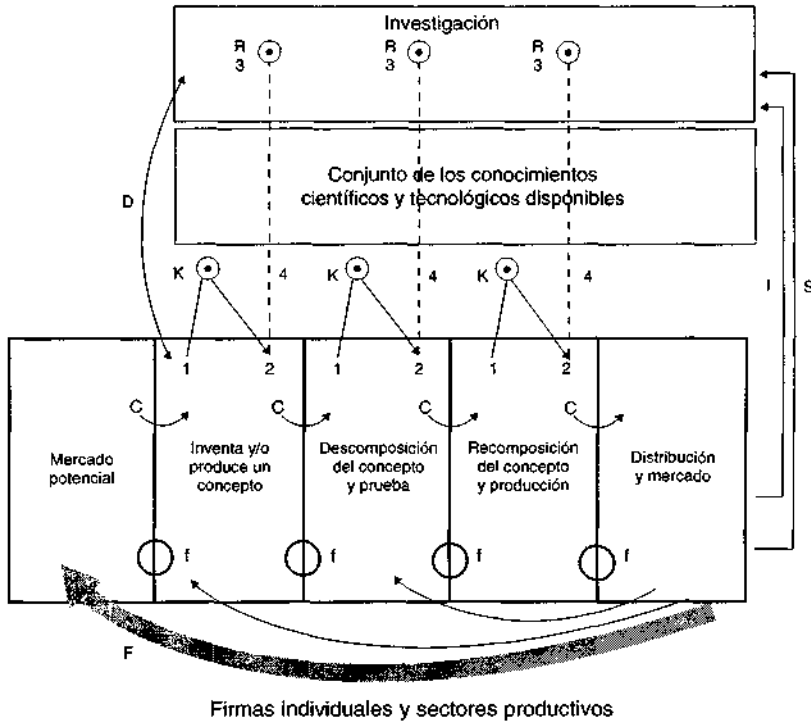 Investigación
R R R
3 3 3
Conjunto de los conocimientos
científicos y tecnológicos disponibles
D
K 4 K 4 K 4 I S
1 2 1 2 1 2
C C C C
Mercado
potencial
Inventa y/o
produce un
concepto
Descomposición
del concepto
y prueba
Recomposición
del concepto
y producción
Distribución
y mercado
f f f f
F
Firmas individuales y sectores productivos